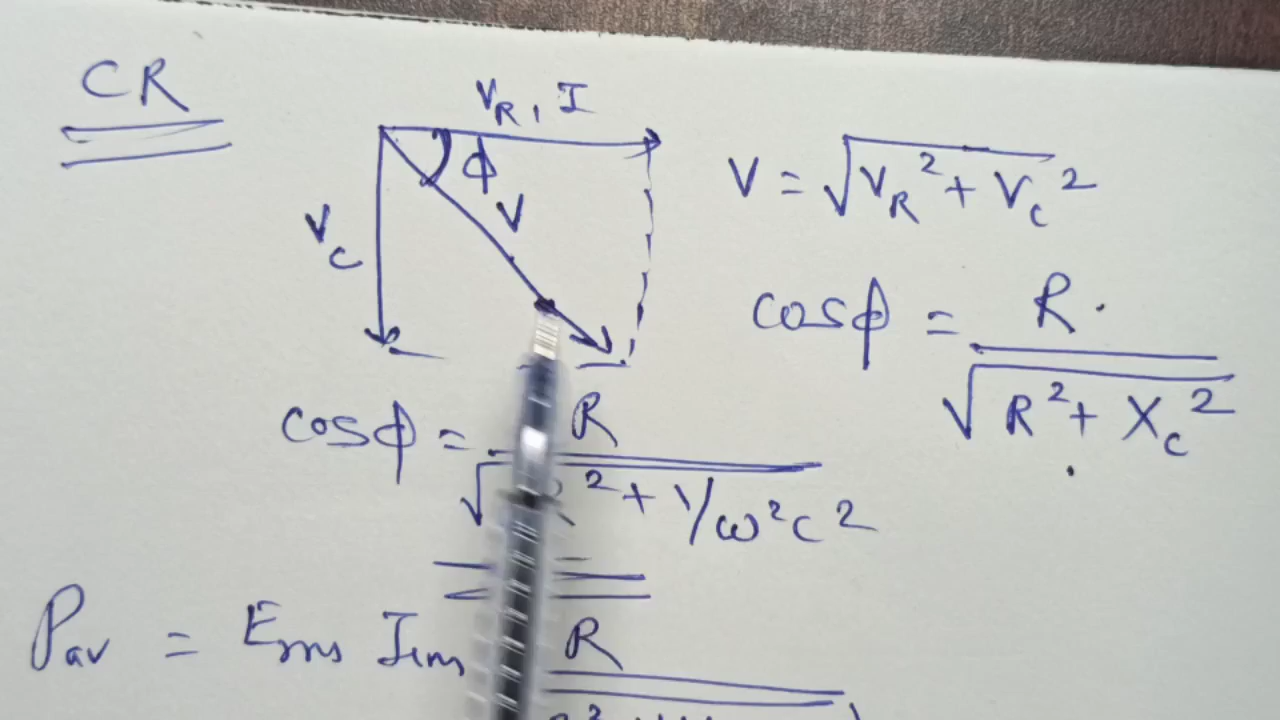 CR
V_R, I
ϕ
V
V_C
V = √(V_R² + V_C²)
cosϕ = R / √(R² + X_C²)
cosϕ = R / √( ² + 1/ω²C²)
P_av = E_rms I_rms R